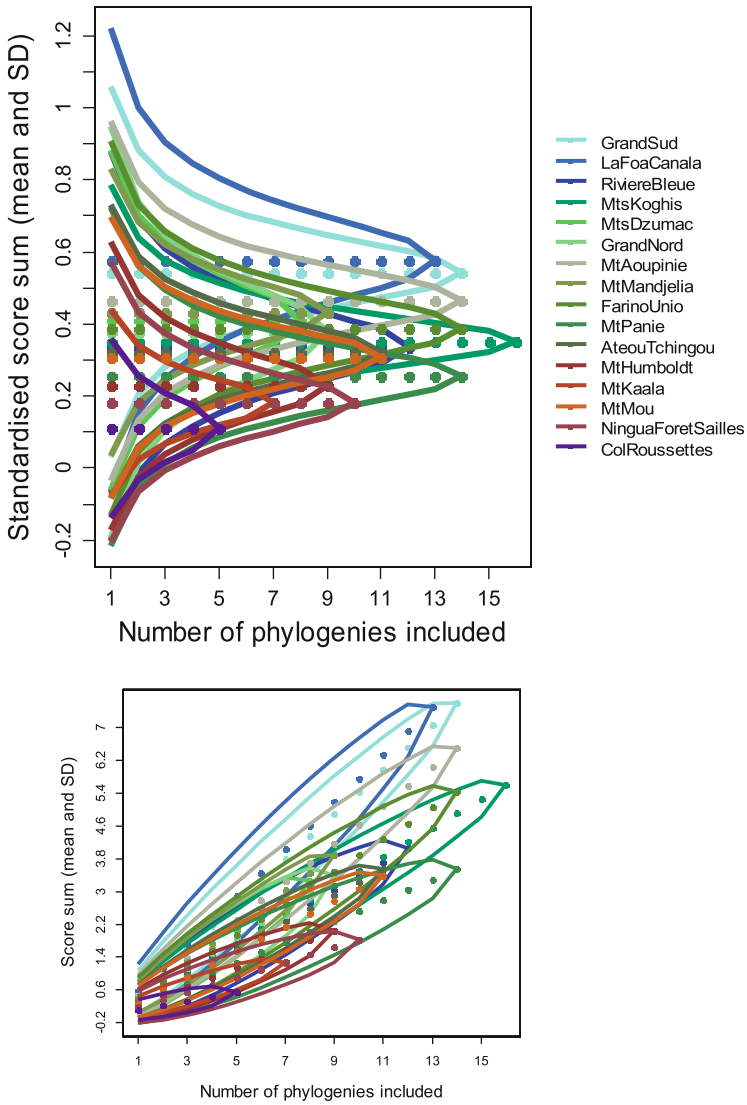 Standardised score sum (mean and SD)
1.2
1
0.8
0.6
0.4
0.2
0
-0.2
1 3 5 7 9 11 13 15
Number of phylogenies included
GrandSud
LaFoaCanala
RiviereBleue
MtsKoghis
MtsDzumac
GrandNord
MtAoupinie
MtMandjelia
FarinoUnio
MtPanie
AteouTchingou
MtHumboldt
MtKaala
MtMou
NinguaForetSailles
ColRoussettes
Score sum (mean and SD)
7
6.2
5.4
4.6
3.8
3
2.2
1.4
0.6
-0.2
1 3 5 7 9 11 13 15
Number of phylogenies included